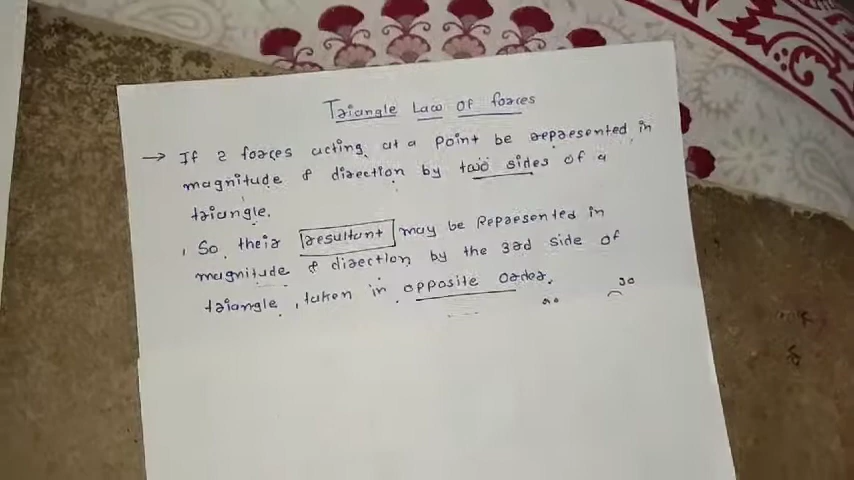 Triangle Law of forces
→ If 2 forces acting at a point be represented in
magnitude & direction by two sides of a
triangle.
So their resultant may be Represented in
magnitude & direction by the 3rd side of
triangle, taken in opposite order.